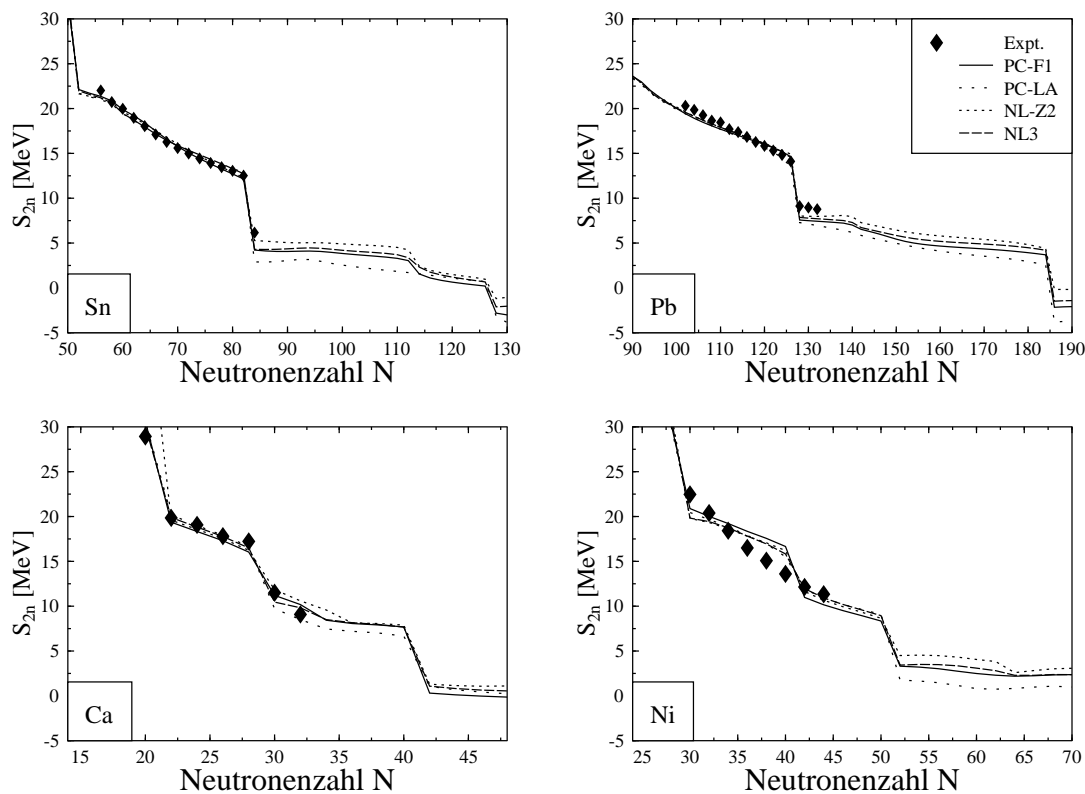 30
25
20
15
10
5
0
-5
S2n [MeV]
Sn
50 60 70 80 90 100 110 120 130
Neutronenzahl N
30
25
20
15
10
5
0
-5
S2n [MeV]
Expt.
PC-F1
PC-LA
NL-Z2
NL3
Pb
90 100 110 120 130 140 150 160 170 180 190
Neutronenzahl N
30
25
20
15
10
5
0
-5
S2n [MeV]
Ca
15 20 25 30 35 40 45
Neutronenzahl N
30
25
20
15
10
5
0
-5
S2n [MeV]
Ni
25 30 35 40 45 50 55 60 65 70
Neutronenzahl N